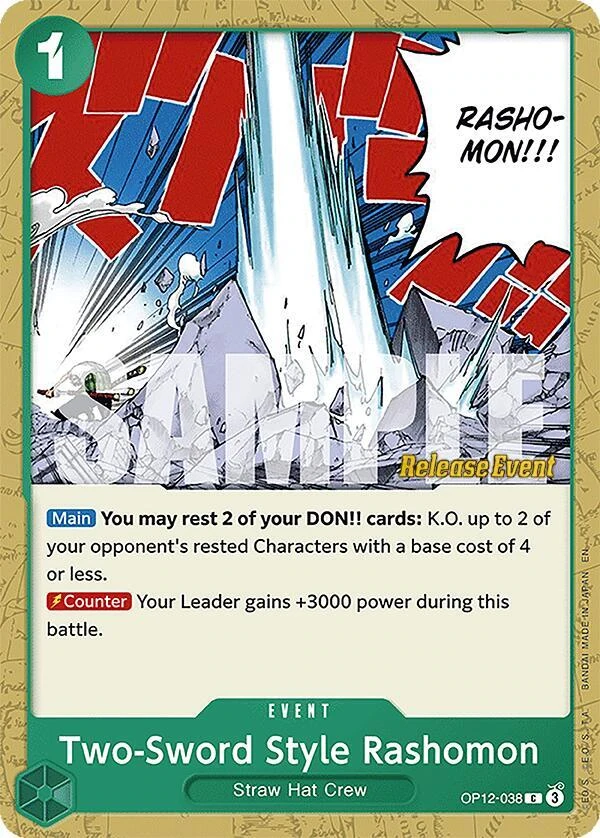 1
RASHO-
MON!!!
SAMPLE
Release Event
Main You may rest 2 of your DON!! cards: K.O. up to 2 of
your opponent's rested Characters with a base cost of 4
or less.
Counter Your Leader gains +3000 power during this
battle.
EVENT
Two-Sword Style Rashomon
Straw Hat Crew
OP12-038 C 3
BANDAI MADE IN JAPAN EN